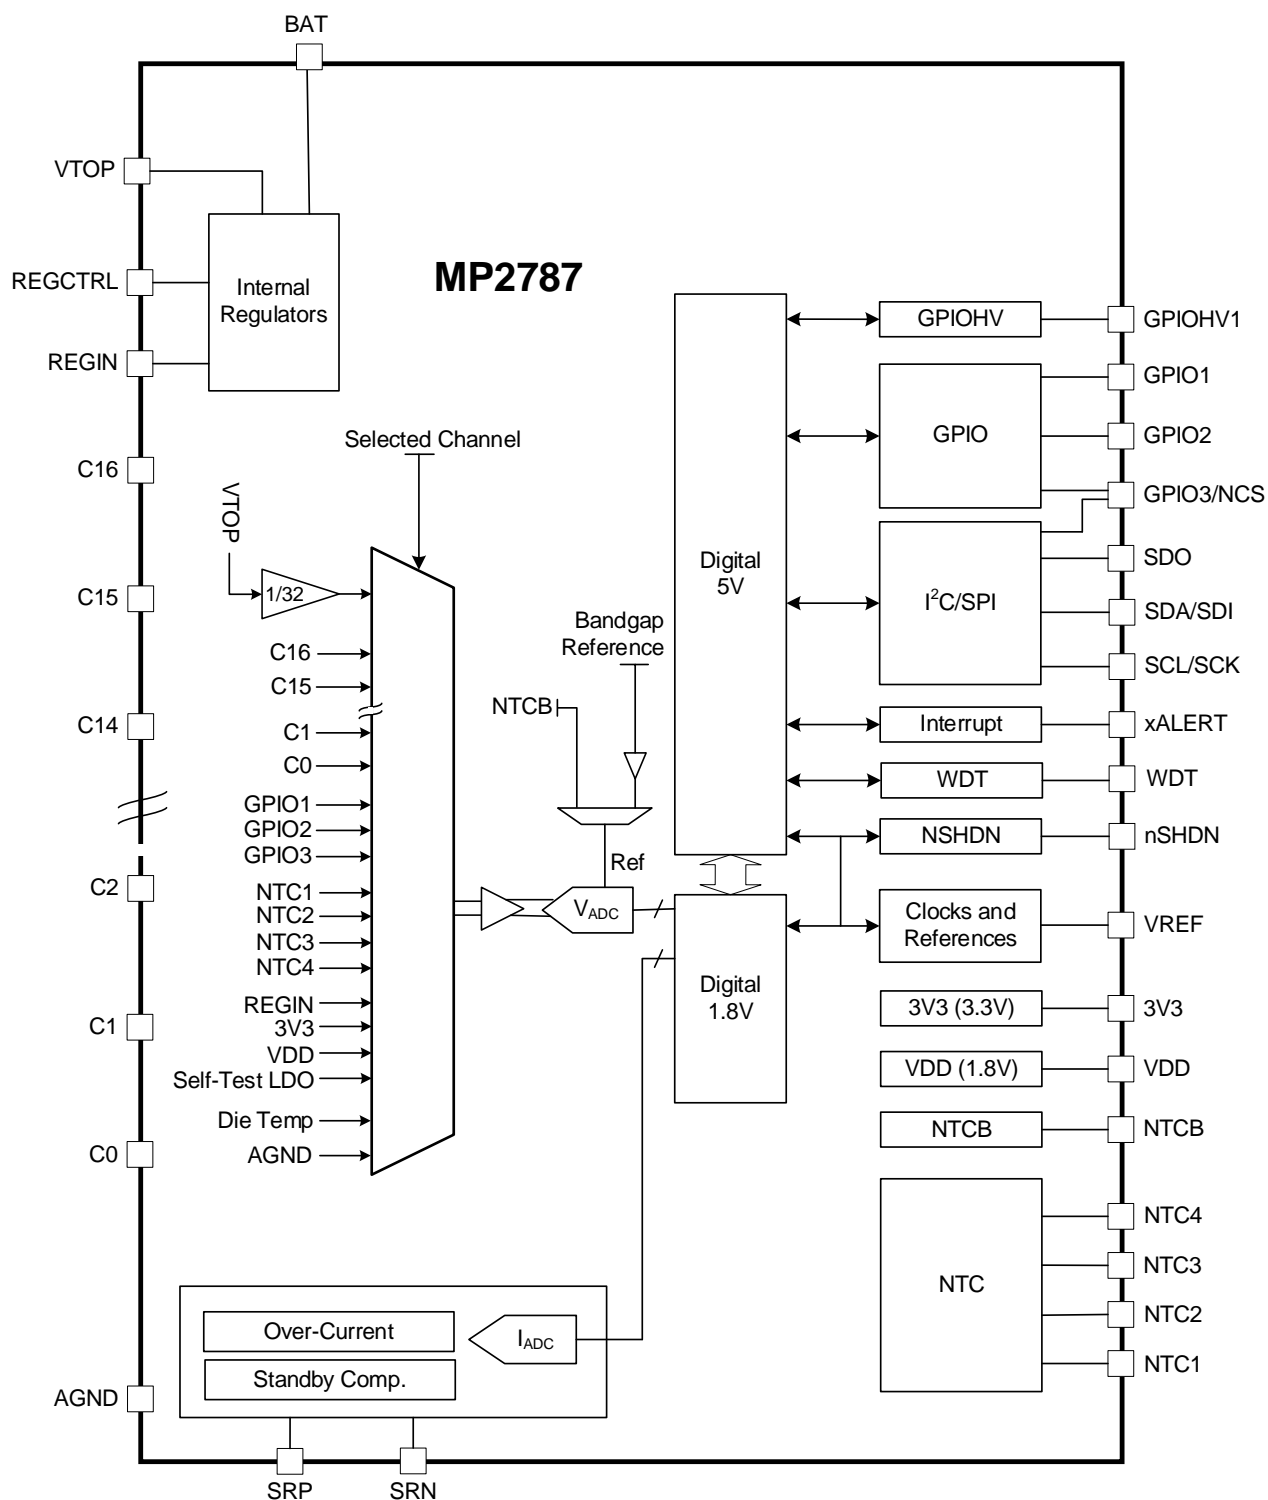 BAT
VTOP
REGCTRL
REGIN
C16
C15
C14
C2
C1
C0
AGND
Internal
Regulators
MP2787
Selected Channel
VTOP
1/32
C16
C15
C1
C0
GPIO1
GPIO2
GPIO3
NTC1
NTC2
NTC3
NTC4
REGIN
3V3
VDD
Self-Test LDO
Die Temp
AGND
Bandgap
Reference
NTCB
Ref
VADC
Digital
5V
Digital
1.8V
GPIOHV
GPIO
I2C/SPI
Interrupt
WDT
NSHDN
Clocks and
References
3V3 (3.3V)
VDD (1.8V)
NTCB
NTC
GPIOHV1
GPIO1
GPIO2
GPIO3/NCS
SDO
SDA/SDI
SCL/SCK
xALERT
WDT
nSHDN
VREF
3V3
VDD
NTCB
NTC4
NTC3
NTC2
NTC1
Over-Current
Standby Comp.
IADC
SRP
SRN